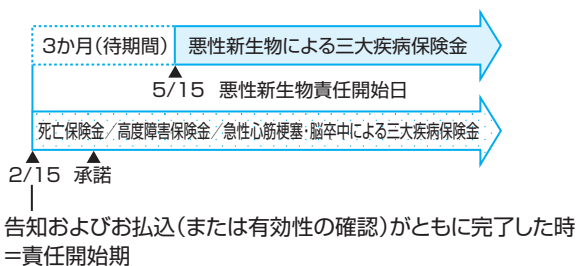 3か月(待期間) 悪性新生物による三大疾病保険金
5/15 悪性新生物責任開始日
死亡保険金/高度障害保険金/急性心筋梗塞・脳卒中による三大疾病保険金
2/15 承諾
告知およびお払込(または有効性の確認)がともに完了した時
=責任開始期